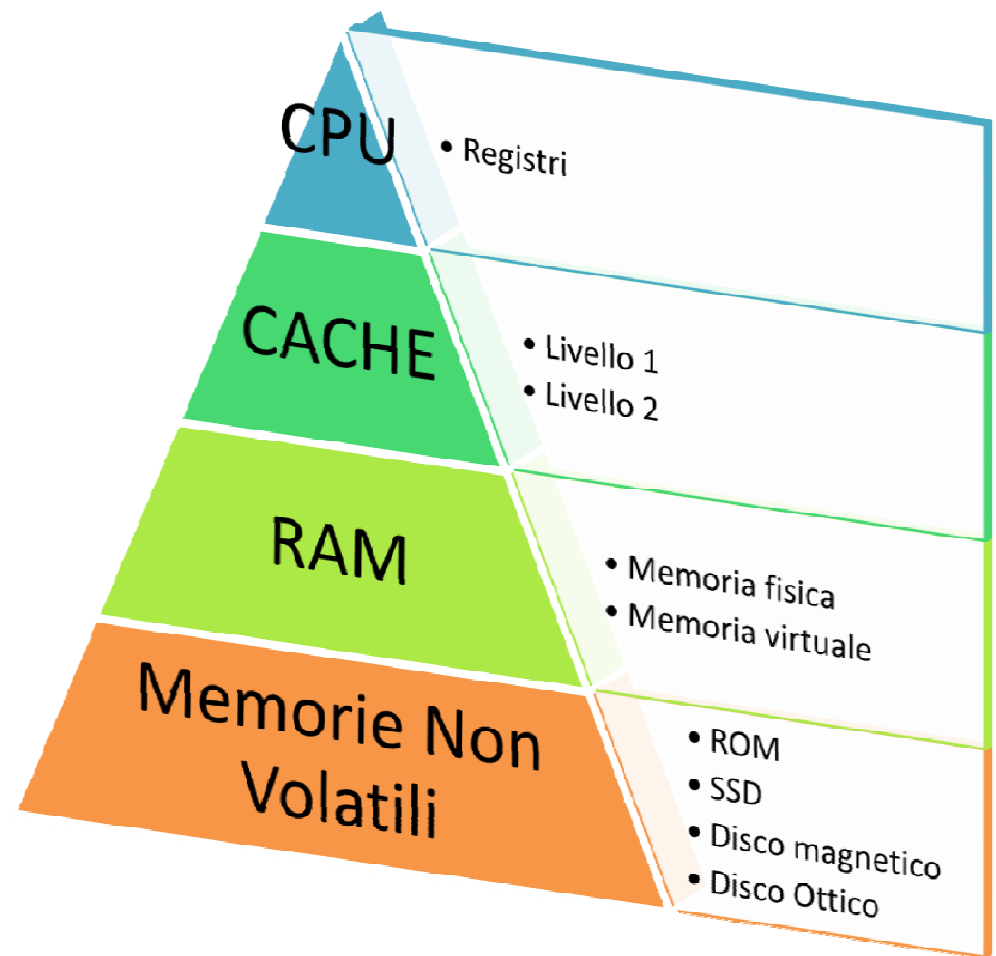 CPU
• Registri
CACHE
• Livello 1
• Livello 2
RAM
• Memoria fisica
• Memoria virtuale
Memorie Non
Volatili
• ROM
• SSD
• Disco magnetico
• Disco Ottico